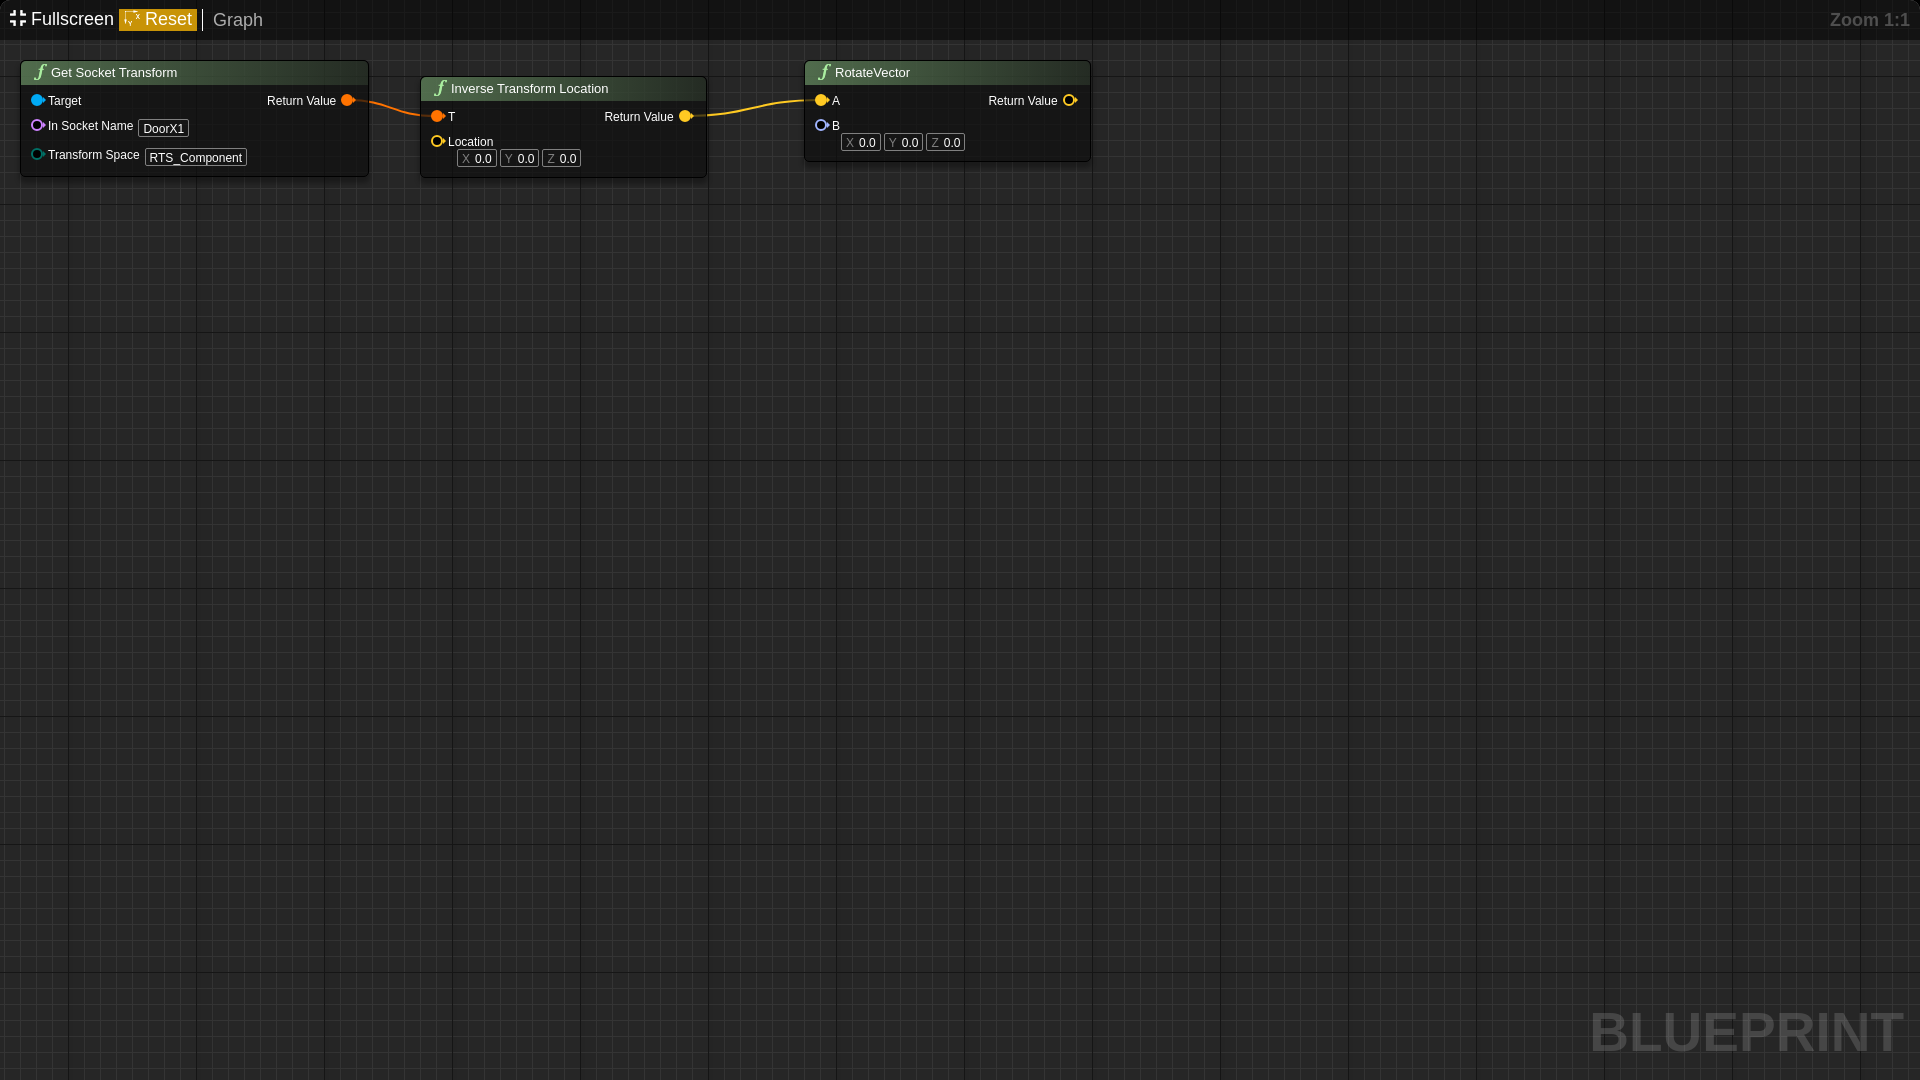 Fullscreen Reset Graph Zoom 1:1
Get Socket Transform
Target Return Value
In Socket Name DoorX1
Transform Space RTS_Component
Inverse Transform Location
T Return Value
Location
X 0.0 Y 0.0 Z 0.0
RotateVector
A Return Value
B
X 0.0 Y 0.0 Z 0.0
BLUEPRINT